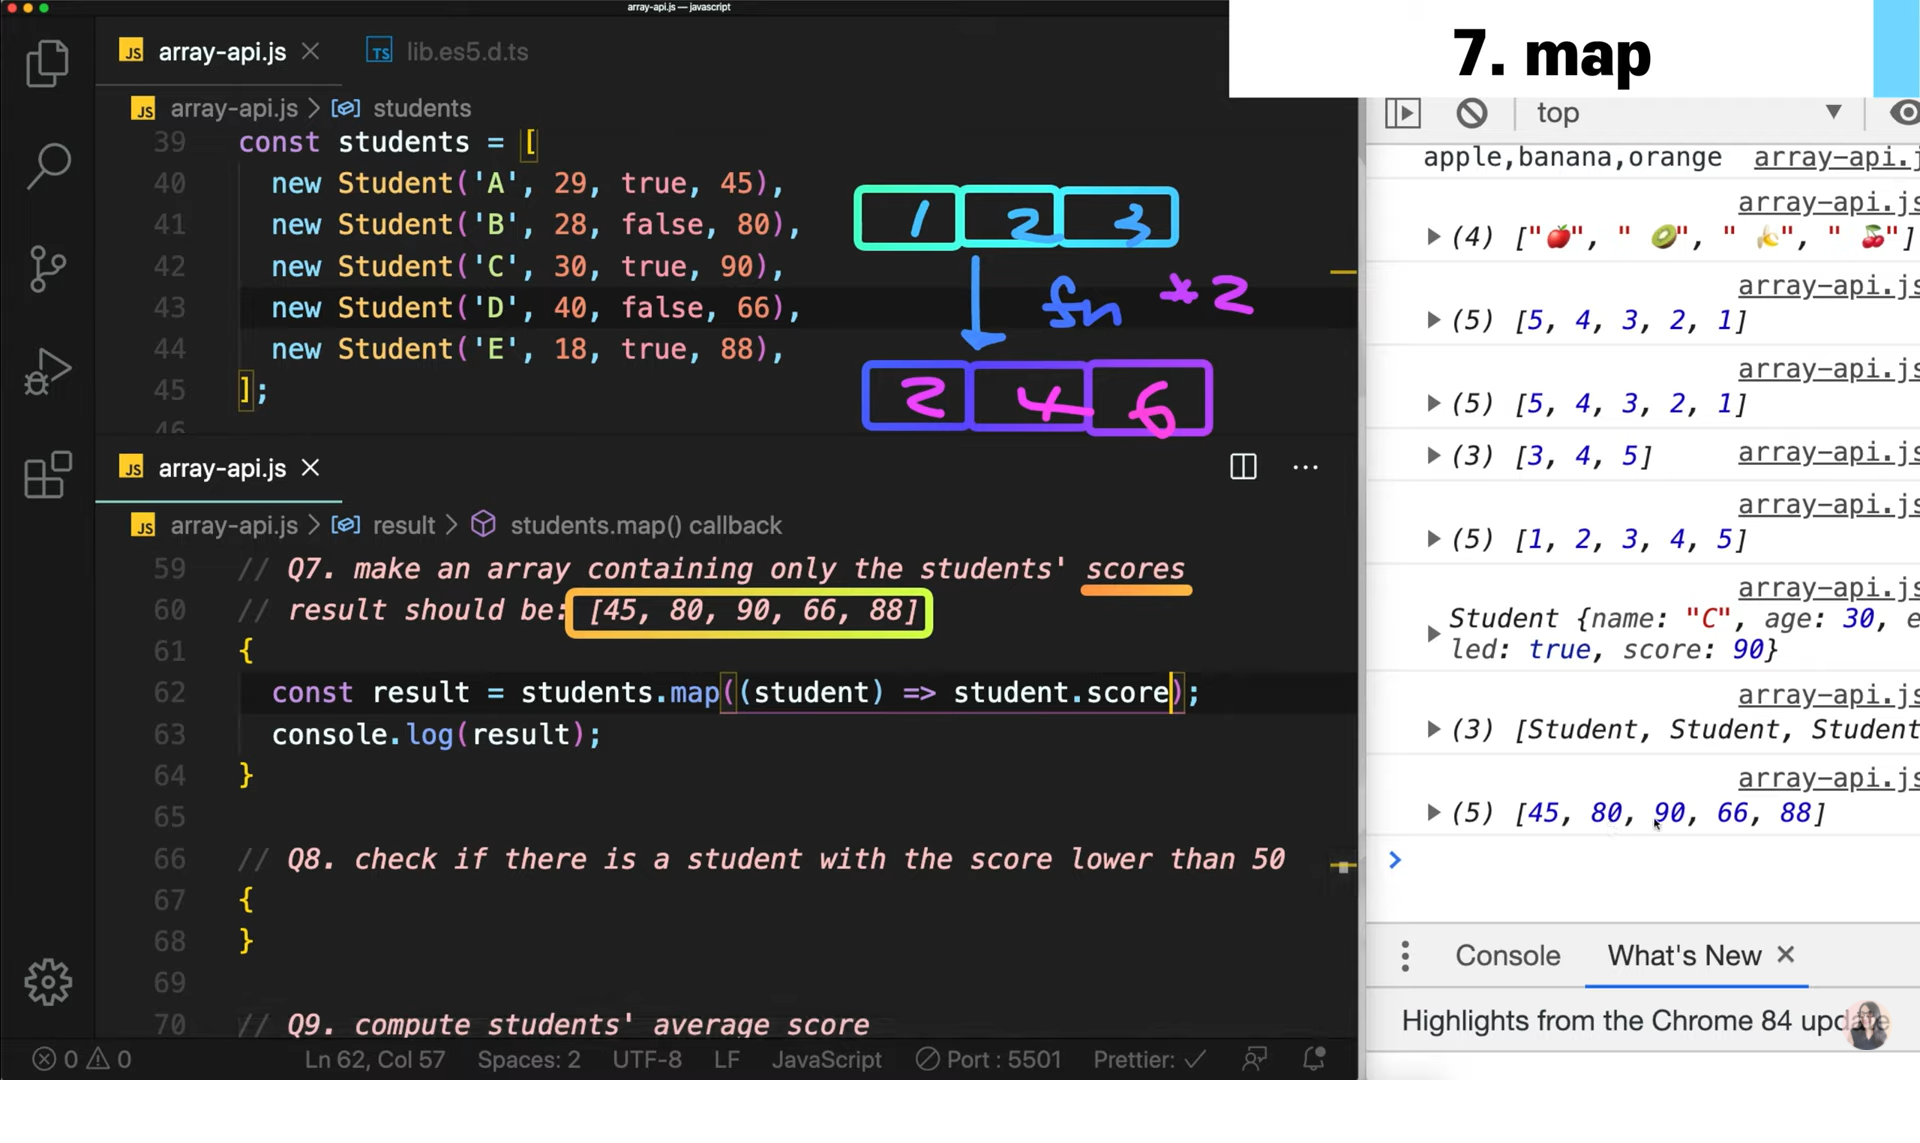 array-api.js — javascript
7. map
JS array-api.js
TS lib.es5.d.ts
JS array-api.js > students
39 const students = [
40 new Student('A', 29, true, 45),
41 new Student('B', 28, false, 80),
42 new Student('C', 30, true, 90),
43 new Student('D', 40, false, 66),
44 new Student('E', 18, true, 88),
45 ];
46
1 2 3
fn *2
2 4 6
JS array-api.js
JS array-api.js > result > students.map() callback
59 // Q7. make an array containing only the students' scores
60 // result should be: [45, 80, 90, 66, 88]
61 {
62 const result = students.map((student) => student.score);
63 console.log(result);
64 }
65
66 // Q8. check if there is a student with the score lower than 50
67 {
68 }
69
70 // Q9. compute students' average score
0 0 Ln 62, Col 57 Spaces: 2 UTF-8 LF JavaScript Port : 5501 Prettier: ✓
top
apple,banana,orange array-api.j
array-api.js
(4) ["🍎", " 🥝", " 🍌", " 🍒"]
array-api.js
(5) [5, 4, 3, 2, 1]
array-api.js
(5) [5, 4, 3, 2, 1]
array-api.js
(3) [3, 4, 5]
array-api.js
(5) [1, 2, 3, 4, 5]
array-api.js
Student {name: "C", age: 30, e
led: true, score: 90}
array-api.js
(3) [Student, Student, Student
array-api.js
(5) [45, 80, 90, 66, 88]
>
Console What's New
Highlights from the Chrome 84 update